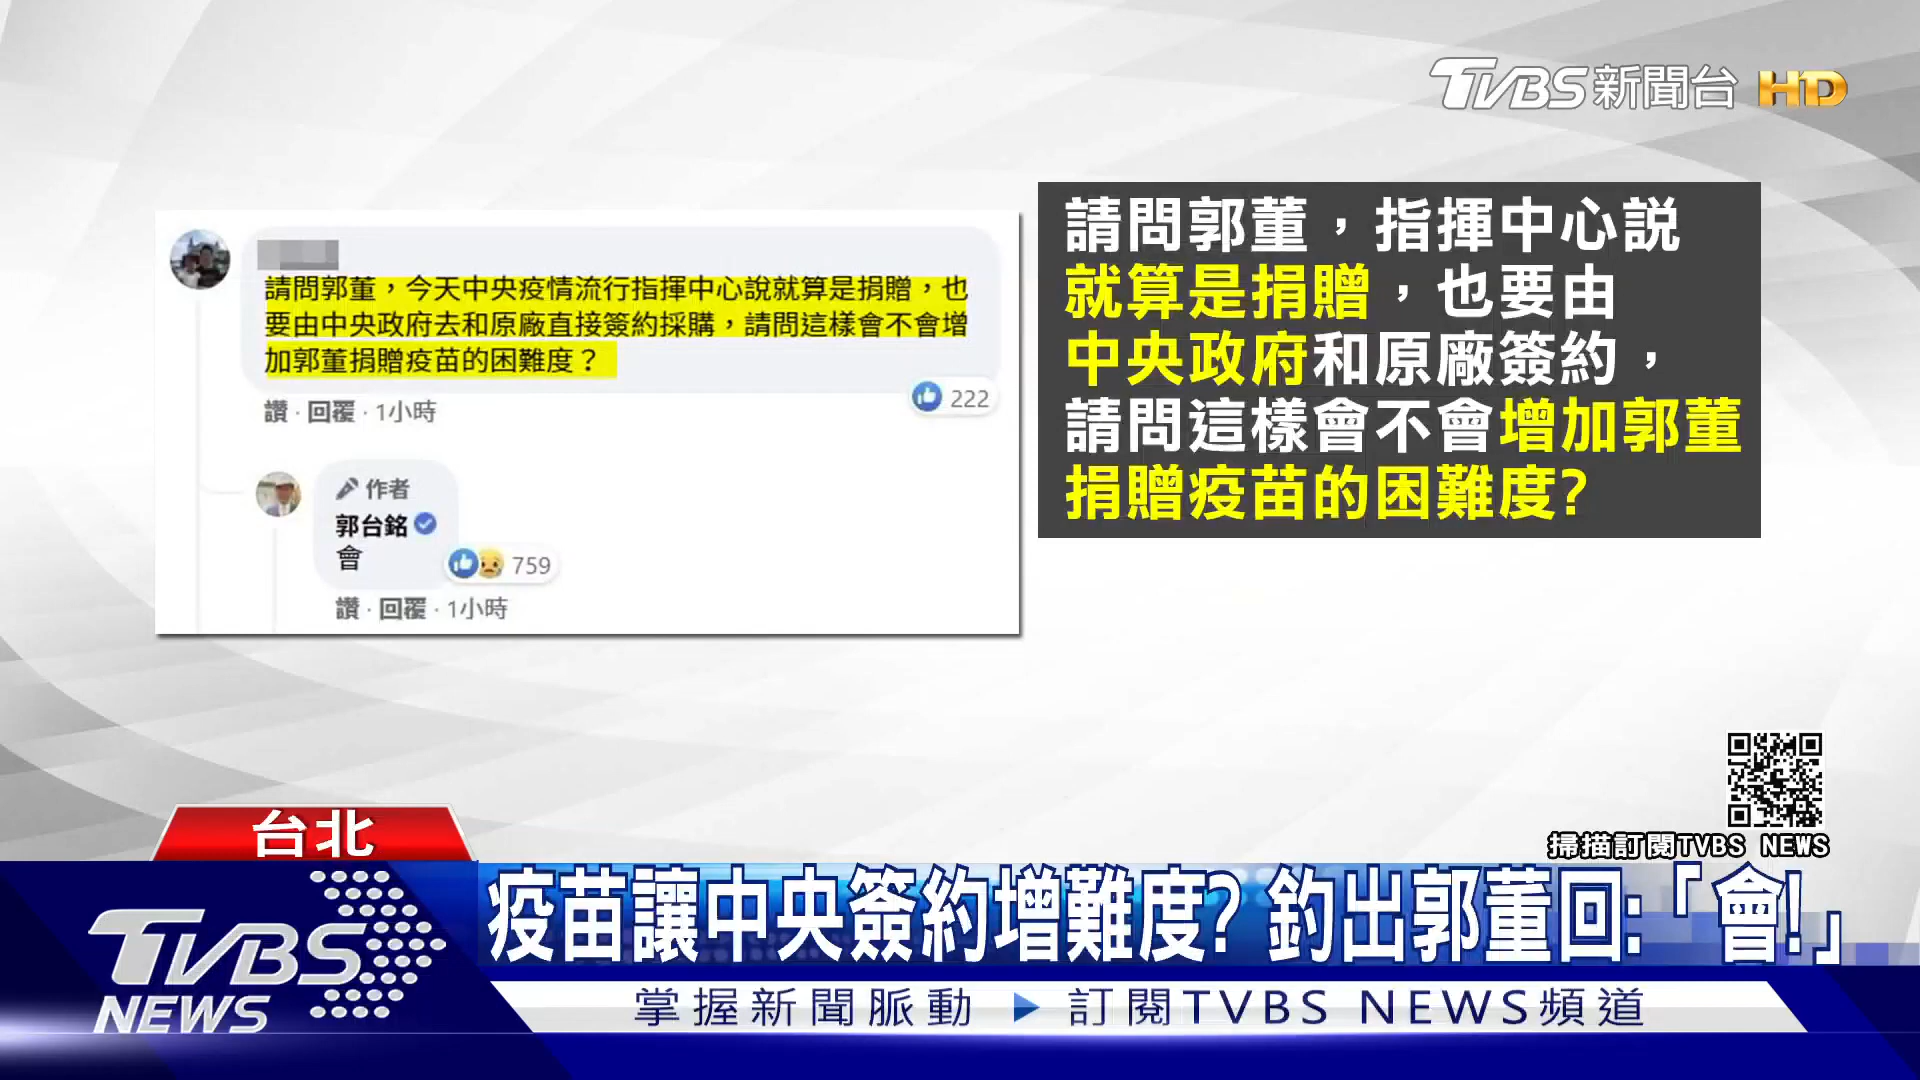 TVBS新聞台 HD
請問郭董，今天中央疫情流行指揮中心說就算是捐贈，也
要由中央政府去和原廠直接簽約採購，請問這樣會不會增
加郭董捐贈疫苗的困難度？
222
讚 · 回覆 · 1小時
作者
郭台銘
會
759
讚 · 回覆 · 1小時
請問郭董，指揮中心説
就算是捐贈，也要由
中央政府和原廠簽約，
請問這樣會不會增加郭董
捐贈疫苗的困難度?
掃描訂閱TVBS NEWS
台北
疫苗讓中央簽約增難度? 釣出郭董回:「會!」
TVBS
NEWS
掌握新聞脈動 ▶ 訂閱TVBS NEWS頻道